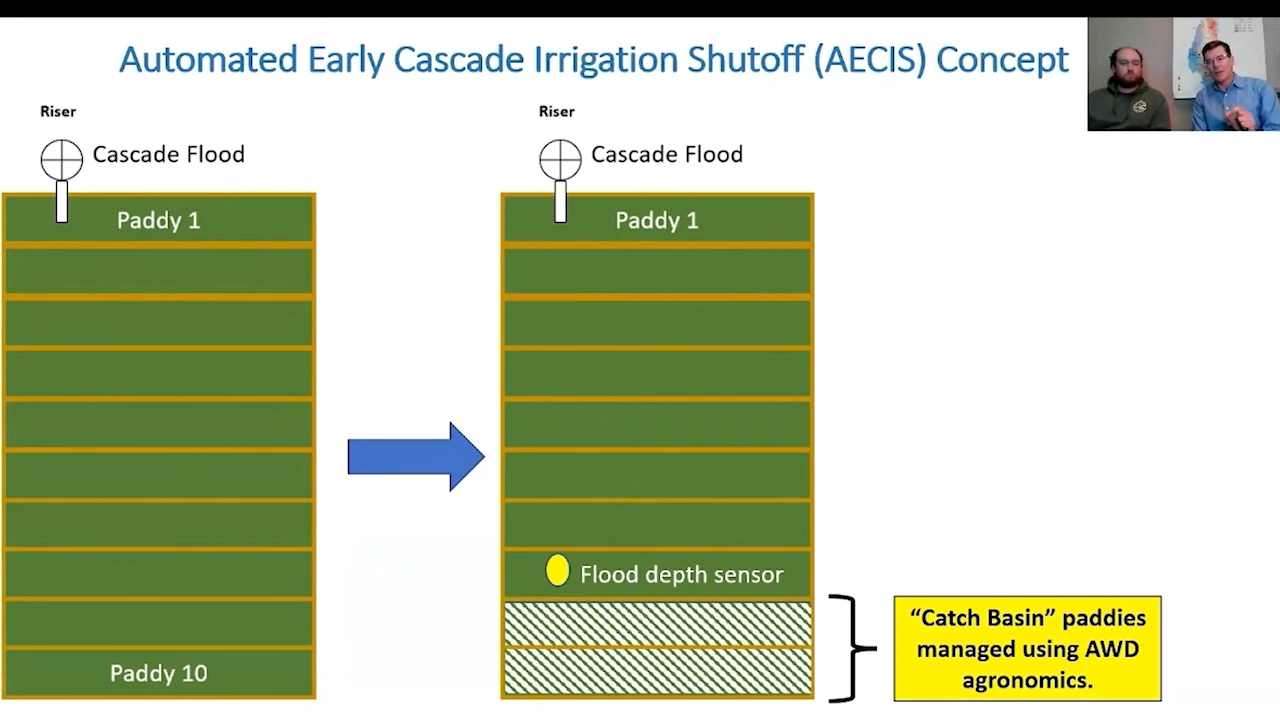 Automated Early Cascade Irrigation Shutoff (AECIS) Concept
Riser
Cascade Flood
Paddy 1
Paddy 10
Riser
Cascade Flood
Paddy 1
Flood depth sensor
“Catch Basin” paddies
managed using AWD
agronomics.